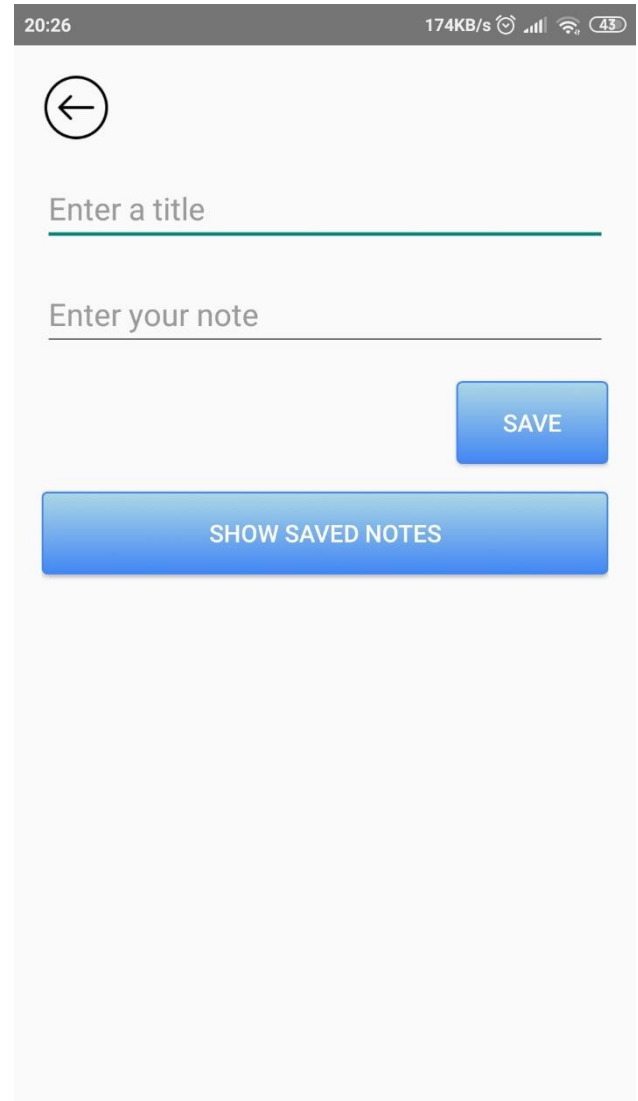 20:26 174KB/s 43
Enter a title
Enter your note
SAVE
SHOW SAVED NOTES